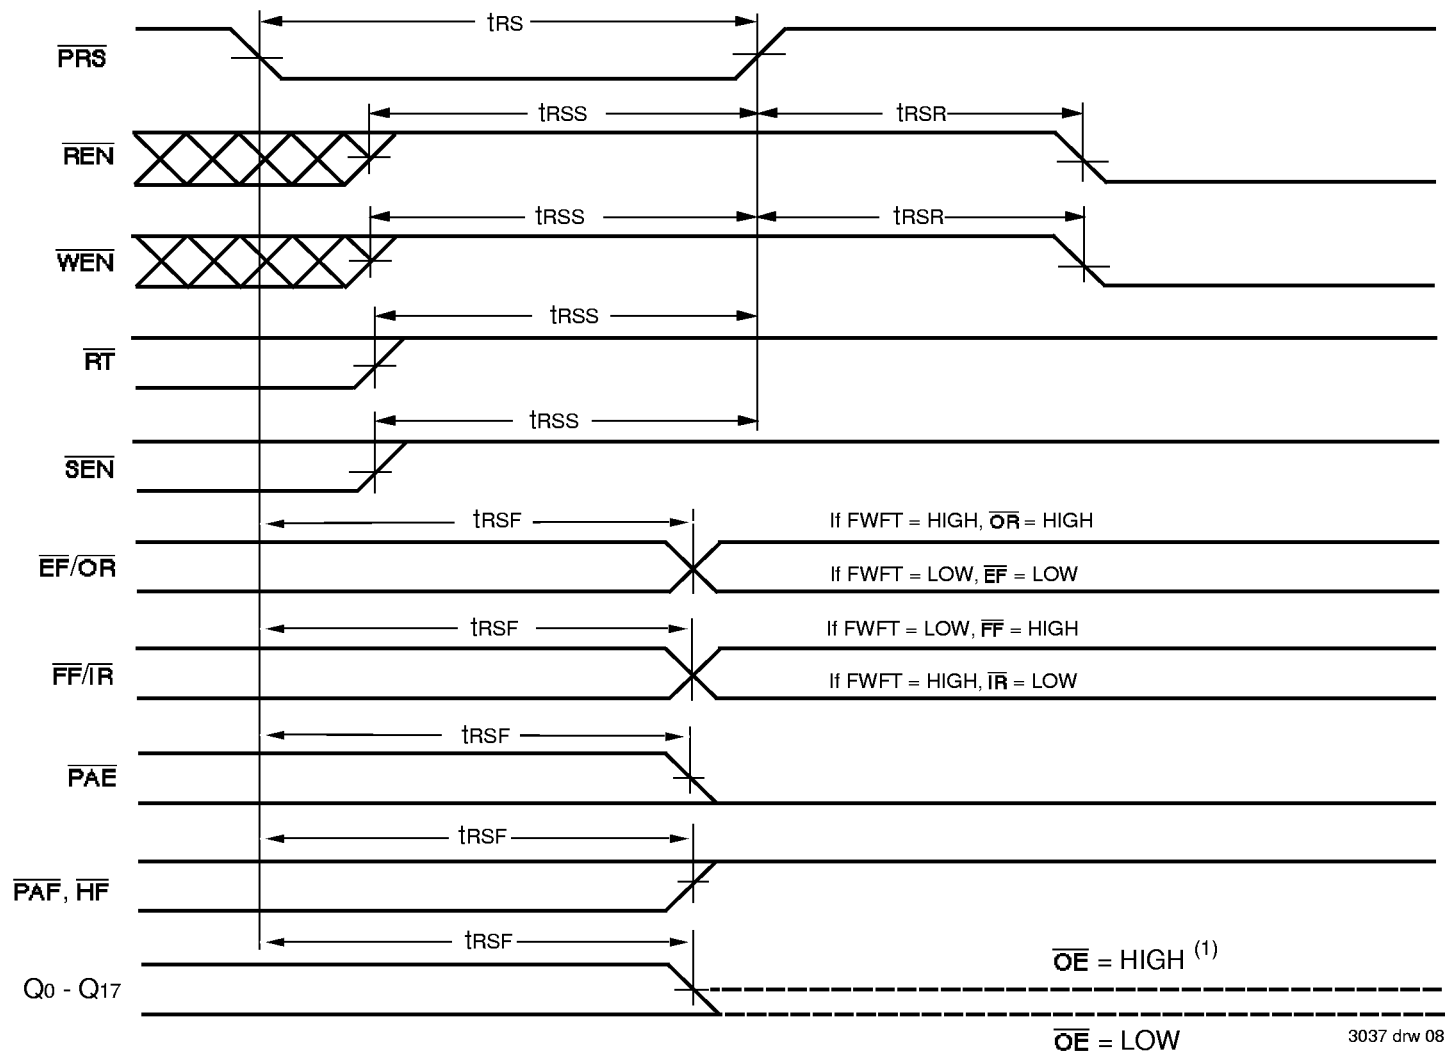 tRS
PRS
tRSS tRSR
REN
tRSS tRSR
WEN
tRSS
RT
tRSS
SEN
tRSF If FWFT = HIGH, OR = HIGH
EF/OR If FWFT = LOW, EF = LOW
tRSF If FWFT = LOW, FF = HIGH
FF/IR If FWFT = HIGH, IR = LOW
tRSF
PAE
tRSF
PAF, HF
tRSF OE = HIGH (1)
Q0 - Q17
OE = LOW 3037 drw 08